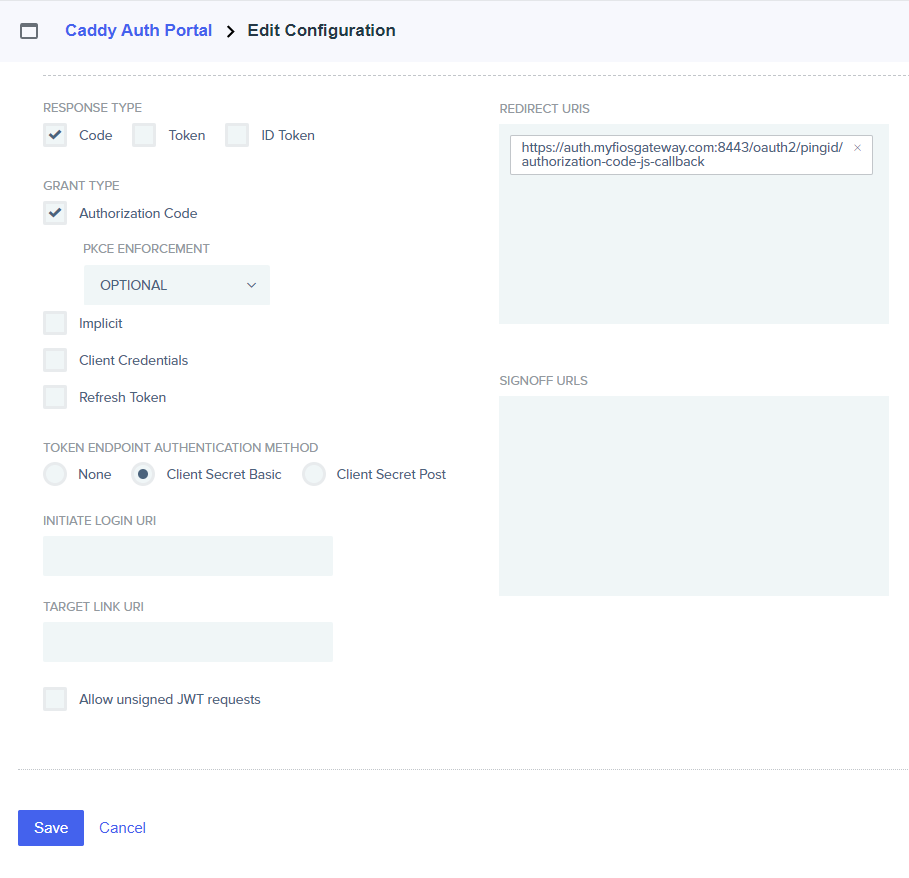 Caddy Auth Portal > Edit Configuration
RESPONSE TYPE
Code Token ID Token
GRANT TYPE
Authorization Code
PKCE ENFORCEMENT
OPTIONAL
Implicit
Client Credentials
Refresh Token
TOKEN ENDPOINT AUTHENTICATION METHOD
None Client Secret Basic Client Secret Post
INITIATE LOGIN URI
TARGET LINK URI
Allow unsigned JWT requests
REDIRECT URIS
https://auth.myfiosgateway.com:8443/oauth2/pingid/
authorization-code-js-callback
SIGNOFF URLS
Save Cancel